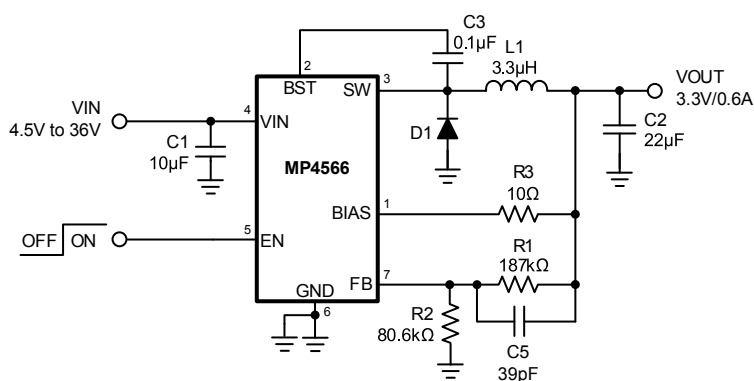 C3
0.1µF
L1
3.3µH
2
BST
SW
3
VOUT
3.3V/0.6A
VIN
4.5V to 36V
4
VIN
C1
10µF
D1
C2
22µF
MP4566
R3
10Ω
BIAS
1
OFF ON
5
EN
R1
187kΩ
FB
7
GND
6
R2
80.6kΩ
C5
39pF